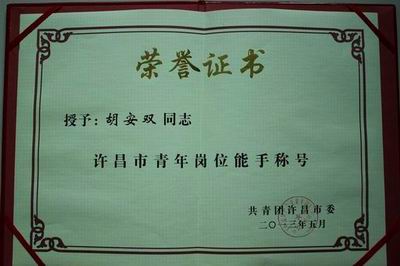 荣誉证书
授予：胡安双同志
许昌市青年岗位能手称号
共青团许昌市委
二〇一三年五月